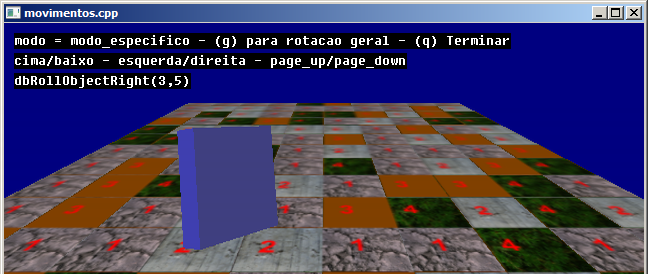 movimentos.cpp
modo = modo_especifico - (g) para rotacao geral - (q) Terminar
cima/baixo - esquerda/direita - page_up/page_down
dbRollObjectRight(3,5)